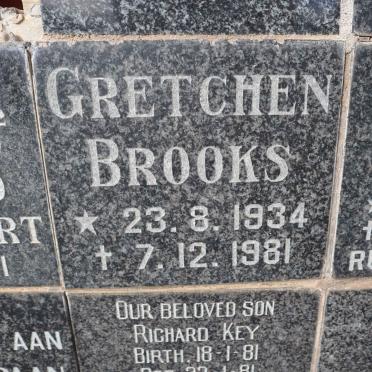 GRETCHEN
BROOKS
★ 23. 8. 1934
✝ 7. 12. 1981
OUR BELOVED SON
RICHARD KEY
BIRTH. 18-1-81
AAN